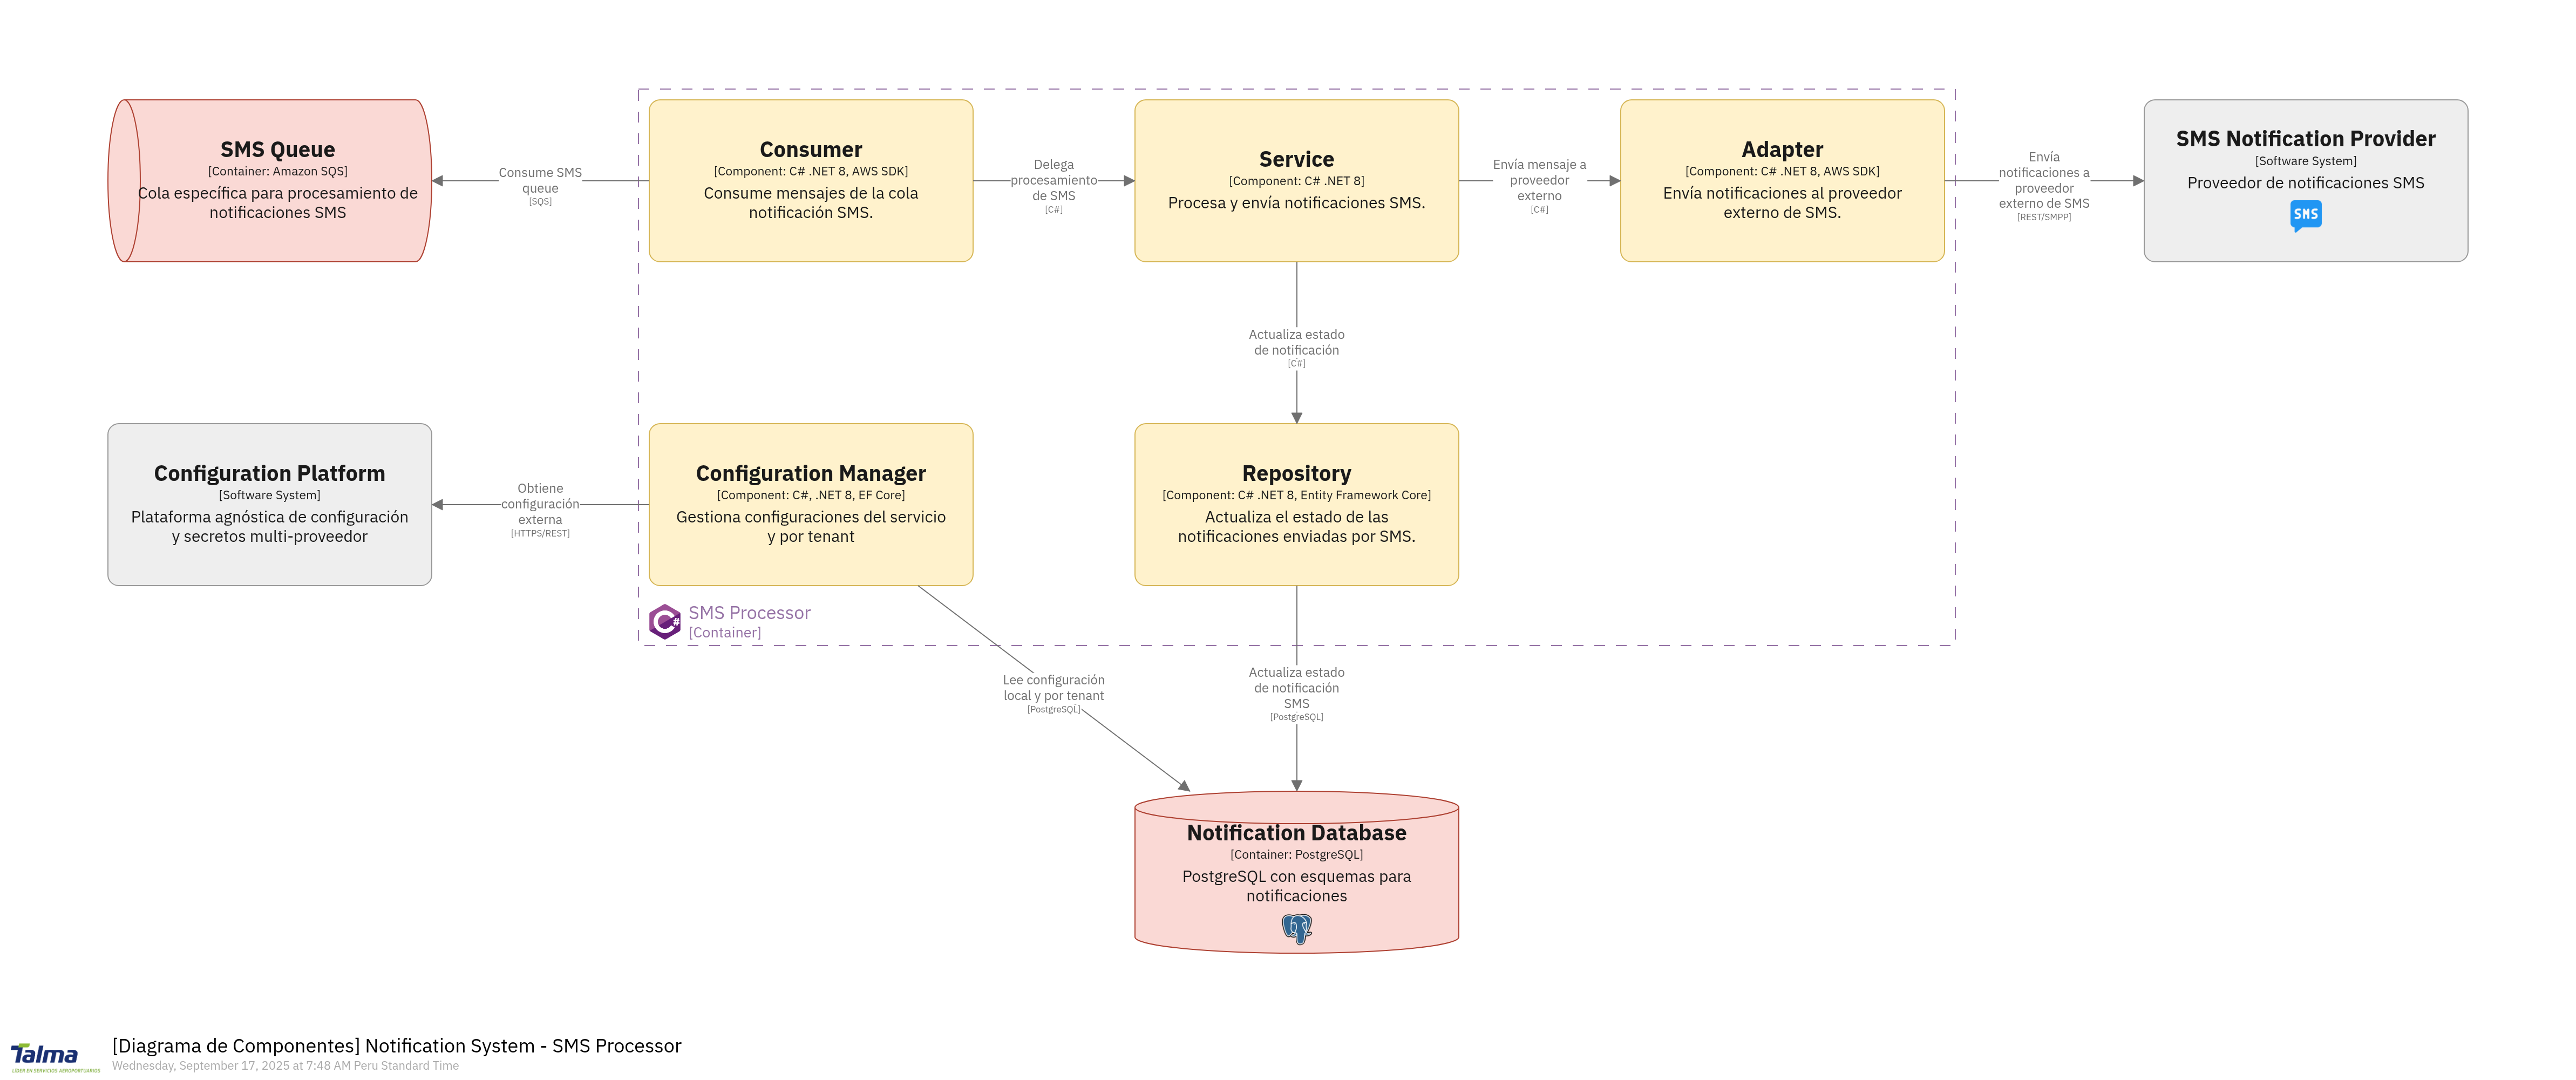 SMS Queue
[Container: Amazon SQS]
Cola específica para procesamiento de
notificaciones SMS
Consume SMS
queue
[SQS]
Consumer
[Component: C# .NET 8, AWS SDK]
Consume mensajes de la cola
notificación SMS.
Delega
procesamiento
de SMS
[C#]
Service
[Component: C# .NET 8]
Procesa y envía notificaciones SMS.
Envía mensaje a
proveedor
externo
[C#]
Adapter
[Component: C# .NET 8, AWS SDK]
Envía notificaciones al proveedor
externo de SMS.
Envía
notificaciones a
proveedor
externo de SMS
[REST/SMPP]
SMS Notification Provider
[Software System]
Proveedor de notificaciones SMS
SMS
Actualiza estado
de notificación
[C#]
Configuration Platform
[Software System]
Plataforma agnóstica de configuración
y secretos multi-proveedor
Obtiene
configuración
externa
[HTTPS/REST]
Configuration Manager
[Component: C#, .NET 8, EF Core]
Gestiona configuraciones del servicio
y por tenant
Repository
[Component: C# .NET 8, Entity Framework Core]
Actualiza el estado de las
notificaciones enviadas por SMS.
C#
SMS Processor
[Container]
Lee configuración
local y por tenant
[PostgreSQL]
Actualiza estado
de notificación
SMS
[PostgreSQL]
Notification Database
[Container: PostgreSQL]
PostgreSQL con esquemas para
notificaciones
Talma
LÍDER EN SERVICIOS AEROPORTUARIOS
[Diagrama de Componentes] Notification System - SMS Processor
Wednesday, September 17, 2025 at 7:48 AM Peru Standard Time